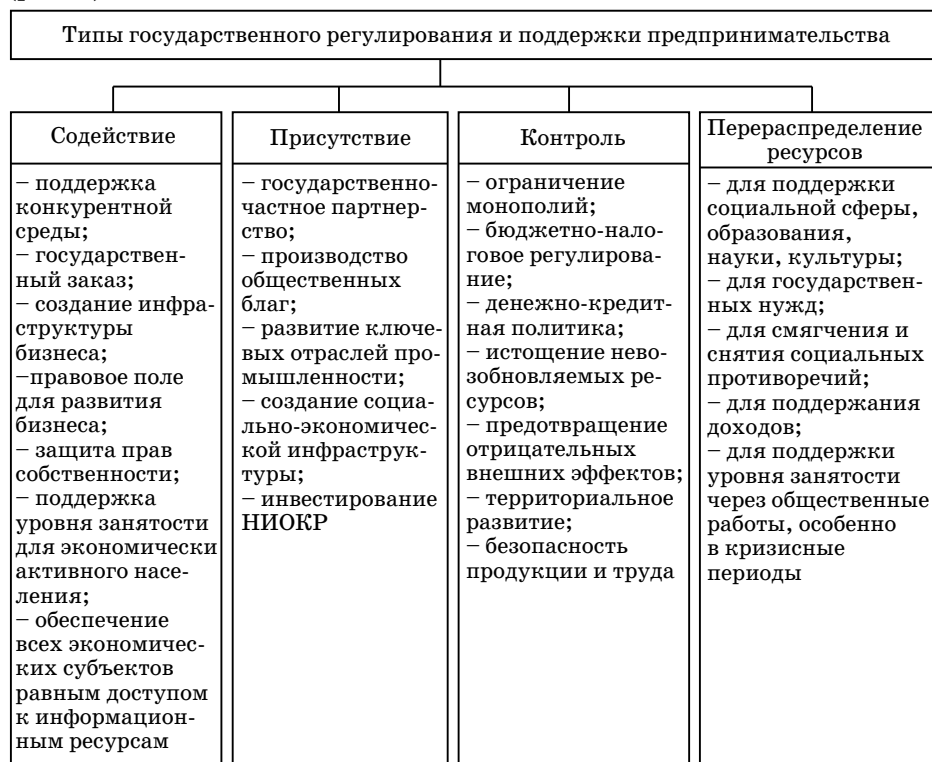 Типы государственного регулирования и поддержки предпринимательства
Содействие
– поддержка
конкурентной
среды;
– государствен-
ный заказ;
– создание инфра-
структуры
бизнеса;
–правовое поле
для развития
бизнеса;
– защита прав
собственности;
– поддержка
уровня занятости
для экономически
активного насе-
ления;
– обеспечение
всех экономичес-
ких субъектов
равным доступом
к информацион-
ным ресурсам
Присутствие
– государственно-
частное партнер-
ство;
– производство
общественных
благ;
– развитие ключе-
вых отраслей про-
мышленности;
– создание социа-
льно-экономичес-
кой инфраструк-
туры;
– инвестирование
НИОКР
Контроль
– ограничение
монополий;
– бюджетно-нало-
говое регулирова-
ние;
– денежно-кредит-
ная политика;
– истощение нево-
зобновляемых ре-
сурсов;
– предотвращение
отрицательных
внешних эффектов;
– территориальное
развитие;
– безопасность
продукции и труда
Перераспределение
ресурсов
– для поддержки
социальной сферы,
образования,
науки, культуры;
– для государствен-
ных нужд;
– для смягчения и
снятия социальных
противоречий;
– для поддержания
доходов;
– для поддержки
уровня занятости
через общественные
работы, особенно
в кризисные
периоды